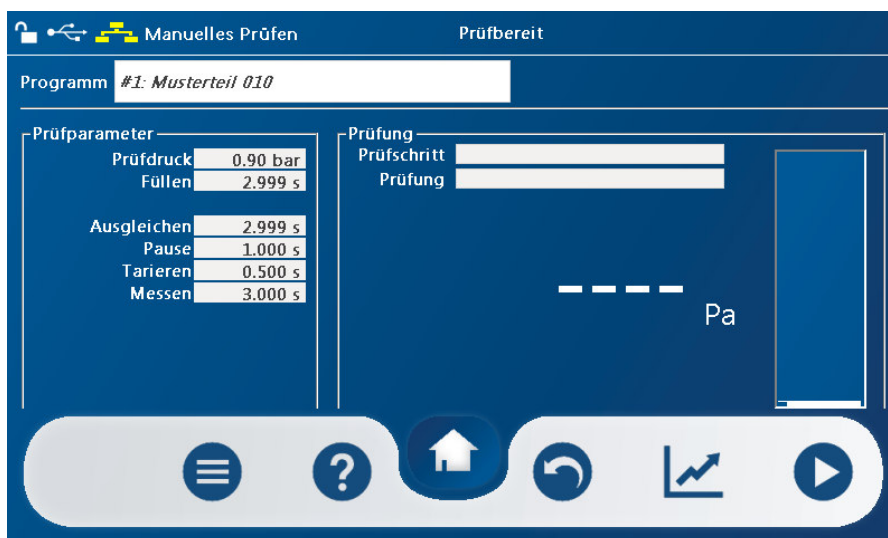 Manuelles Prüfen Prüfbereit
Programm #1: Musterteil 010
Prüfparameter
Prüfdruck 0.90 bar
Füllen 2.999 s
Ausgleichen 2.999 s
Pause 1.000 s
Tarieren 0.500 s
Messen 3.000 s
Prüfung
Prüfschritt
Prüfung
– – – –
Pa
?